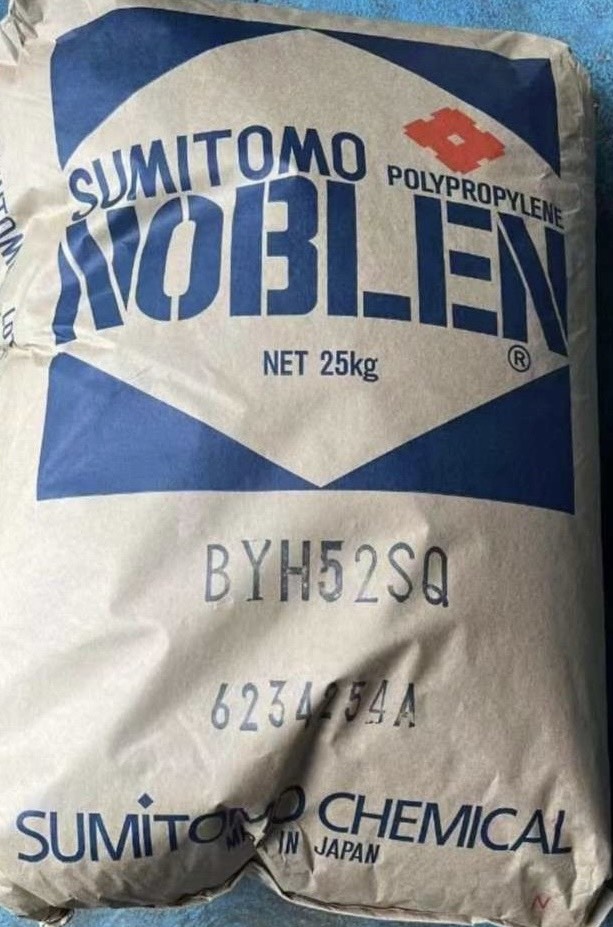 SUMITOMO
POLYPROPYLENE
NOBLEN
®
NET 25kg
BYH52SQ
6234254A
SUMITOMO CHEMICAL
IN JAPAN
N